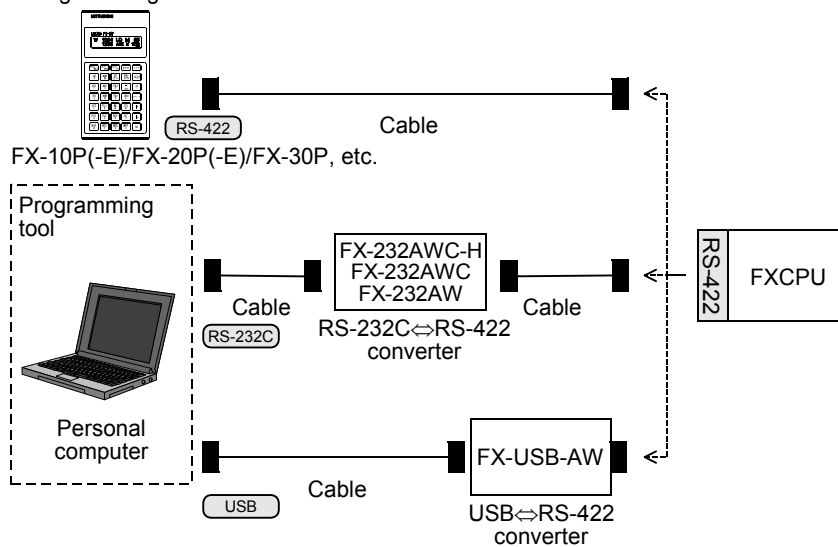 RS-422
Cable
FX-10P(-E)/FX-20P(-E)/FX-30P, etc.
Programming
tool
Personal
computer
Cable
RS-232C
FX-232AWC-H
FX-232AWC
FX-232AW
RS-232C⇔RS-422
converter
Cable
RS-422
FXCPU
Cable
USB
FX-USB-AW
USB⇔RS-422
converter